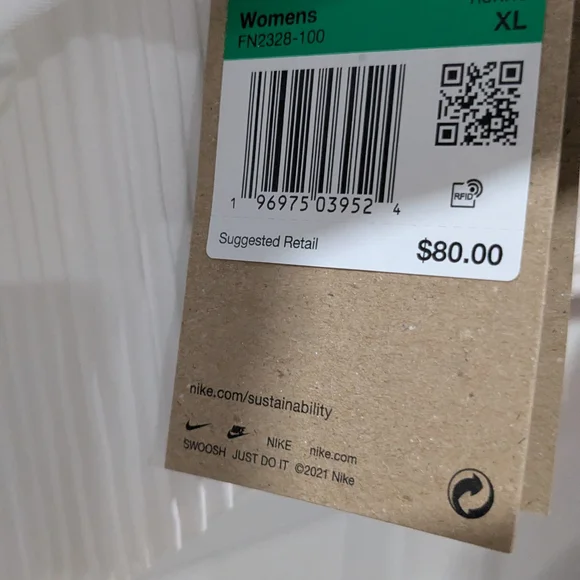 Womens
FN2328-100
XL
RFID
1 96975 03952 4
Suggested Retail
$80.00
nike.com/sustainability
NIKE nike.com
SWOOSH JUST DO IT ©2021 Nike